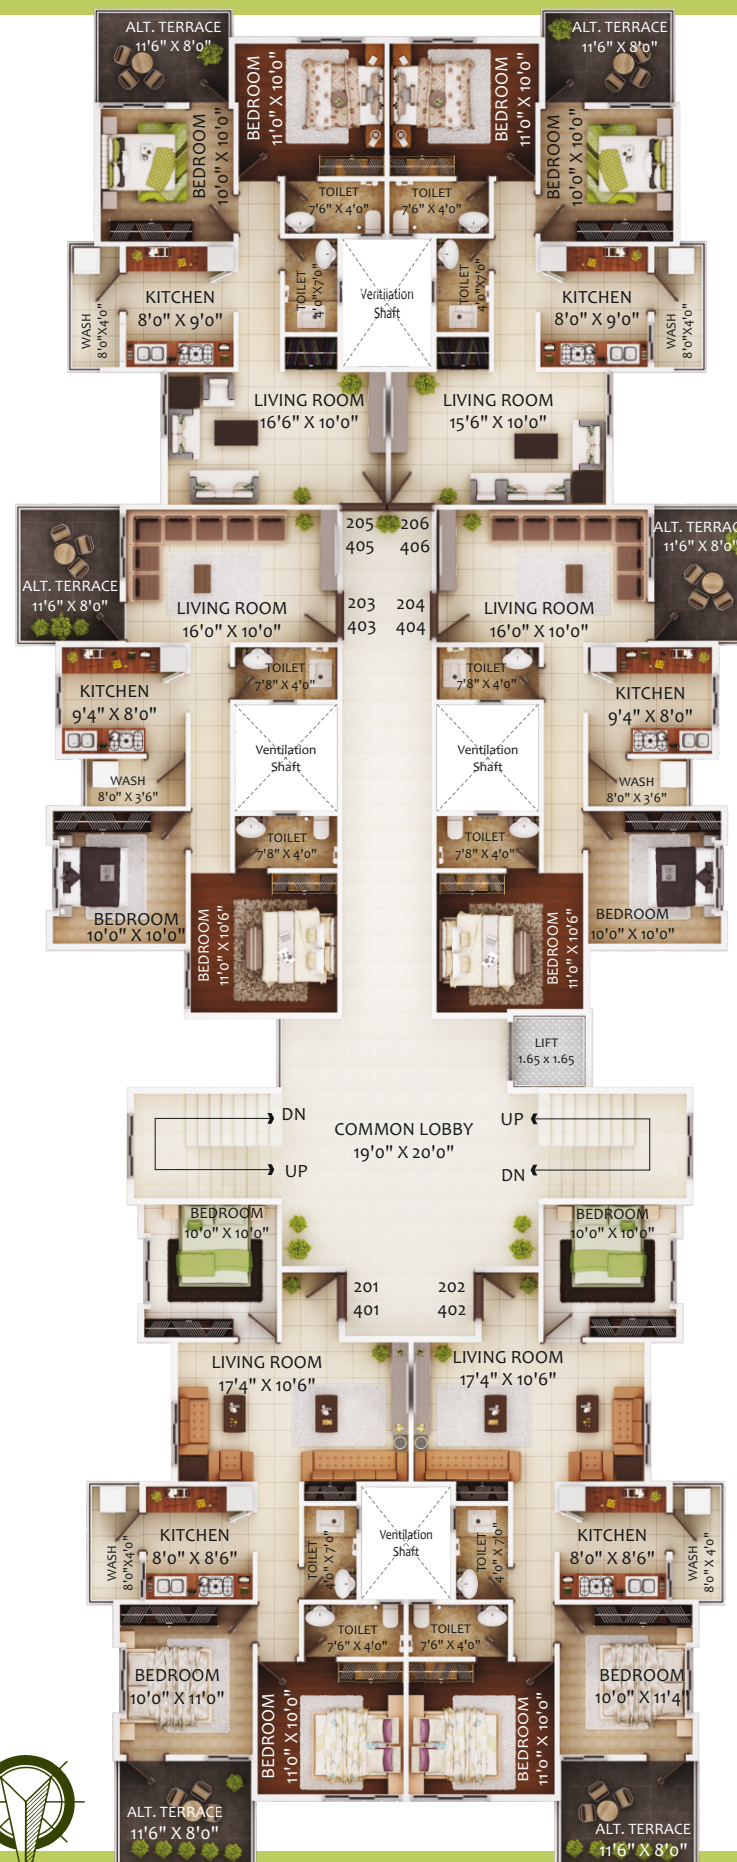 ALT. TERRACE
11'6" X 8'0"
ALT. TERRACE
11'6" X 8'0"
BEDROOM
11'0" X 10'0"
BEDROOM
11'0" X 10'0"
BEDROOM
10'0" X 10'0"
BEDROOM
10'0" X 10'0"
TOILET
7'6" X 4'0"
TOILET
7'6" X 4'0"
TOILET
4'0"X7'0"
Ventilation
Shaft
TOILET
4'0"X7'0"
KITCHEN
8'0" X 9'0"
KITCHEN
8'0" X 9'0"
WASH
8'0"X4'0"
WASH
8'0"X4'0"
LIVING ROOM
16'6" X 10'0"
LIVING ROOM
15'6" X 10'0"
205 206
405 406
203 204
403 404
ALT. TERRACE
11'6" X 8'0"
ALT. TERRAC
11'6" X 8'0"
LIVING ROOM
16'0" X 10'0"
LIVING ROOM
16'0" X 10'0"
TOILET
7'8" X 4'0"
TOILET
7'8" X 4'0"
KITCHEN
9'4" X 8'0"
KITCHEN
9'4" X 8'0"
Ventilation
Shaft
Ventilation
Shaft
WASH
8'0" X 3'6"
WASH
8'0" X 3'6"
TOILET
7'8" X 4'0"
TOILET
7'8" X 4'0"
BEDROOM
10'0" X 10'0"
BEDROOM
11'0" X 10'6"
BEDROOM
11'0" X 10'6"
BEDROOM
10'0" X 10'0"
LIFT
1.65 x 1.65
DN
UP
COMMON LOBBY
19'0" X 20'0"
UP
DN
BEDROOM
10'0" X 10'0"
BEDROOM
10'0" X 10'0"
201 202
401 402
LIVING ROOM
17'4" X 10'6"
LIVING ROOM
17'4" X 10'6"
KITCHEN
8'0" X 8'6"
KITCHEN
8'0" X 8'6"
WASH
8'0"X4'0"
WASH
8'0" X 4'0"
TOILET
4'0" X 7'0"
Ventilation
Shaft
TOILET
4'0" X 7'0"
TOILET
7'6" X 4'0"
TOILET
7'6" X 4'0"
BEDROOM
10'0" X 11'0"
BEDROOM
11'0" X 10'0"
BEDROOM
11'0" X 10'0"
BEDROOM
10'0" X 11'4"
ALT. TERRACE
11'6" X 8'0"
ALT. TERRACE
11'6" X 8'0"